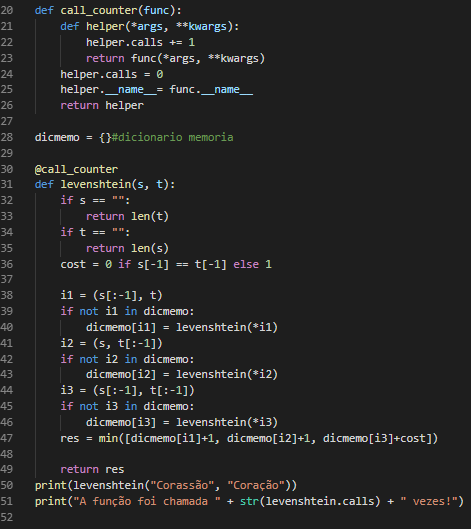 20 def call_counter(func):
21     def helper(*args, **kwargs):
22         helper.calls += 1
23         return func(*args, **kwargs)
24     helper.calls = 0
25     helper.__name__= func.__name__
26     return helper
27
28 dicmemo = {}#dicionario memoria
29
30 @call_counter
31 def levenshtein(s, t):
32     if s == "":
33         return len(t)
34     if t == "":
35         return len(s)
36     cost = 0 if s[-1] == t[-1] else 1
37
38     i1 = (s[:-1], t)
39     if not i1 in dicmemo:
40         dicmemo[i1] = levenshtein(*i1)
41     i2 = (s, t[:-1])
42     if not i2 in dicmemo:
43         dicmemo[i2] = levenshtein(*i2)
44     i3 = (s[:-1], t[:-1])
45     if not i3 in dicmemo:
46         dicmemo[i3] = levenshtein(*i3)
47     res = min([dicmemo[i1]+1, dicmemo[i2]+1, dicmemo[i3]+cost])
48
49     return res
50 print(levenshtein("Corassão", "Coração"))
51 print("A função foi chamada " + str(levenshtein.calls) + " vezes!")
52